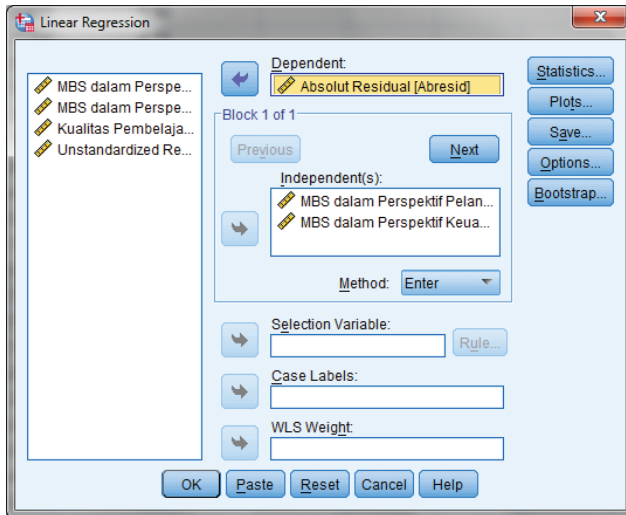 Linear Regression
MBS dalam Perspe...
MBS dalam Perspe...
Kualitas Pembelaja...
Unstandardized Re...
Dependent:
Absolut Residual [Abresid]
Block 1 of 1
Previous
Next
Independent(s):
MBS dalam Perspektif Pelan...
MBS dalam Perspektif Keua...
Method: Enter
Selection Variable:
Rule...
Case Labels:
WLS Weight:
Statistics...
Plots...
Save...
Options...
Bootstrap...
OK Paste Reset Cancel Help